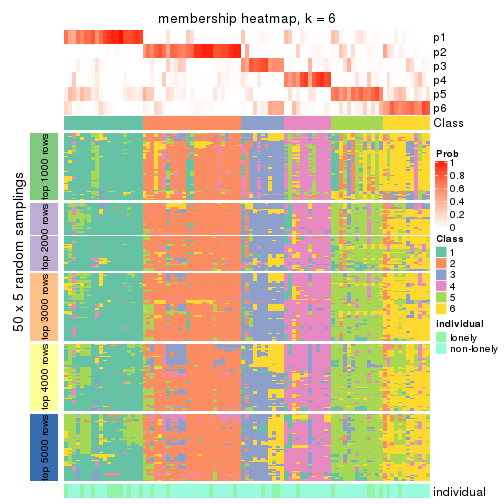 membership heatmap, k = 6
p1
p2
p3
p4
p5
p6
Class
50 x 5 random samplings
top 1000 rows
top 2000 rows
top 3000 rows
top 4000 rows
top 5000 rows
individual
Prob
1
0.8
0.6
0.4
0.2
0
Class
1
2
3
4
5
6
individual
lonely
non-lonely